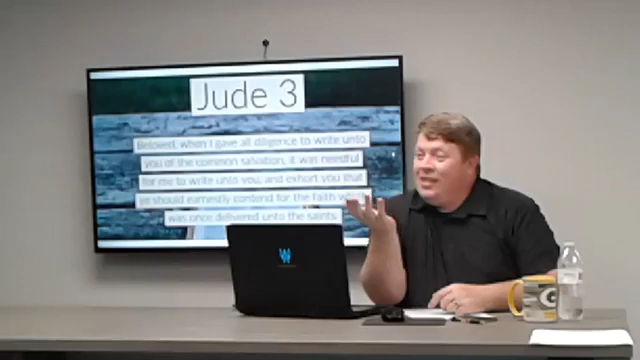 Jude 3
Beloved, when I gave all diligence to write unto
you of the common salvation, it was needful
for me to write unto you, and exhort you that
ye should earnestly contend for the faith
was once delivered unto the saints.